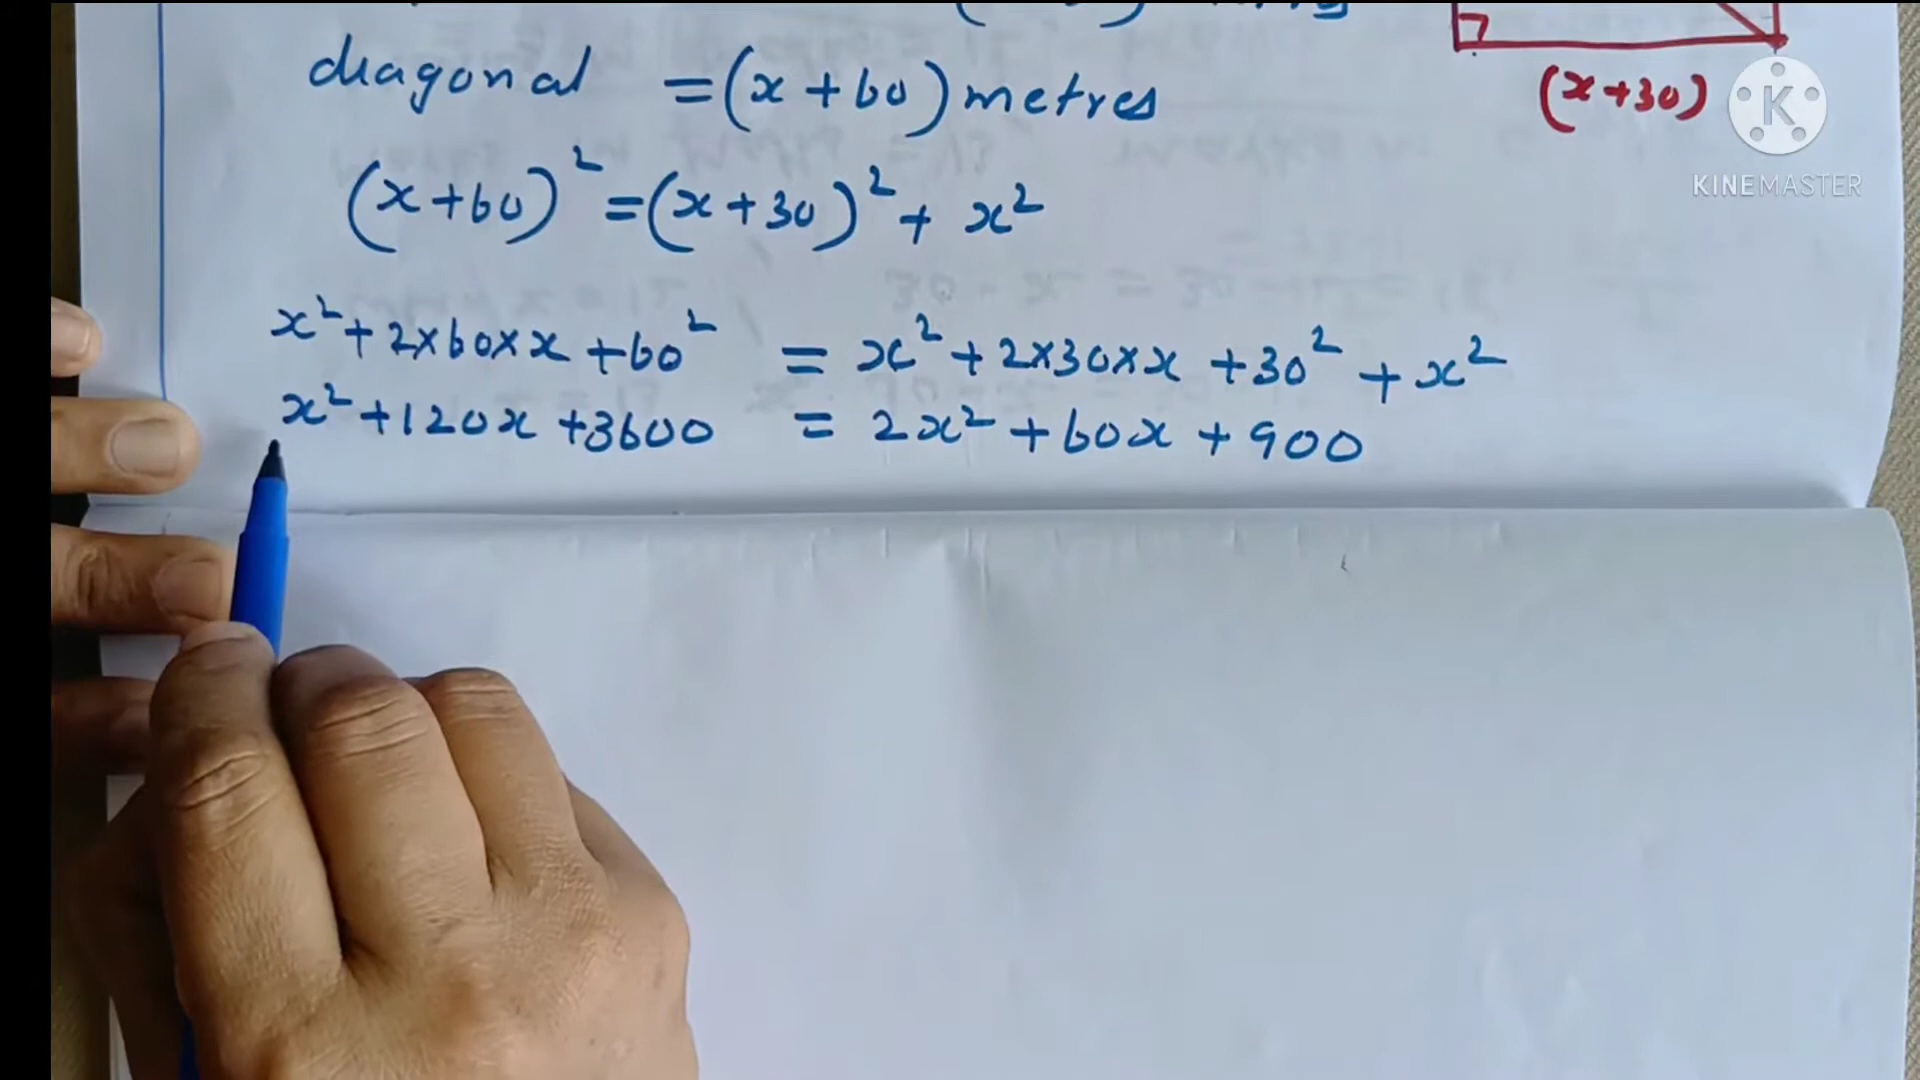 diagonal = (x + 60) metres
(x + 30)
KINEMASTER
(x+60)² = (x+30)² + x²
x² + 2×60×x + 60² = x² + 2×30×x + 30² + x²
x² + 120x + 3600 = 2x² + 60x + 900